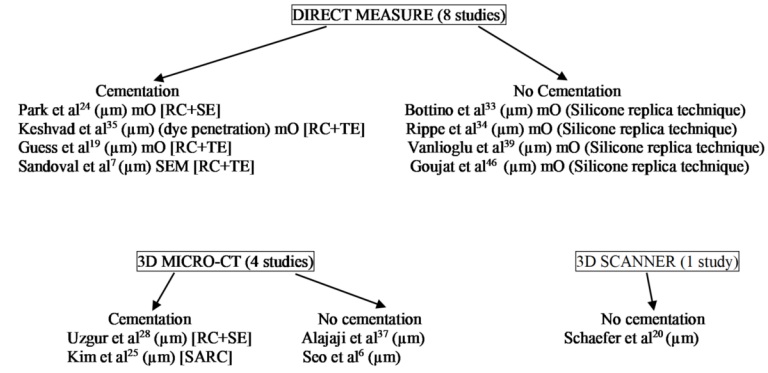 DIRECT MEASURE (8 studies)
Cementation
Park et al24 (µm) mO [RC+SE]
Keshvad et al35 (µm) (dye penetration) mO [RC+TE]
Guess et al19 (µm) mO [RC+TE]
Sandoval et al7 (µm) SEM [RC+TE]
No Cementation
Bottino et al33 (µm) mO (Silicone replica technique)
Rippe et al34 (µm) mO (Silicone replica technique)
Vanlioglu et al39 (µm) mO (Silicone replica technique)
Goujat et al46 (µm) mO (Silicone replica technique)
3D MICRO-CT (4 studies)
Cementation
Uzgur et al28 (µm) [RC+SE]
Kim et al25 (µm) [SARC]
No cementation
Alajaji et al37 (µm)
Seo et al6 (µm)
3D SCANNER (1 study)
No cementation
Schaefer et al20 (µm)